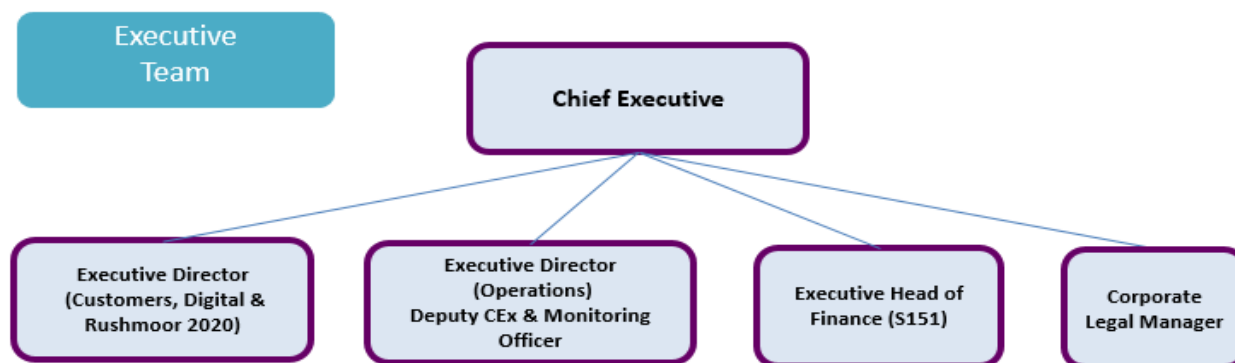 Executive
Team
Chief Executive
Executive Director
(Customers, Digital &
Rushmoor 2020)
Executive Director
(Operations)
Deputy CEx & Monitoring
Officer
Executive Head of
Finance (S151)
Corporate
Legal Manager